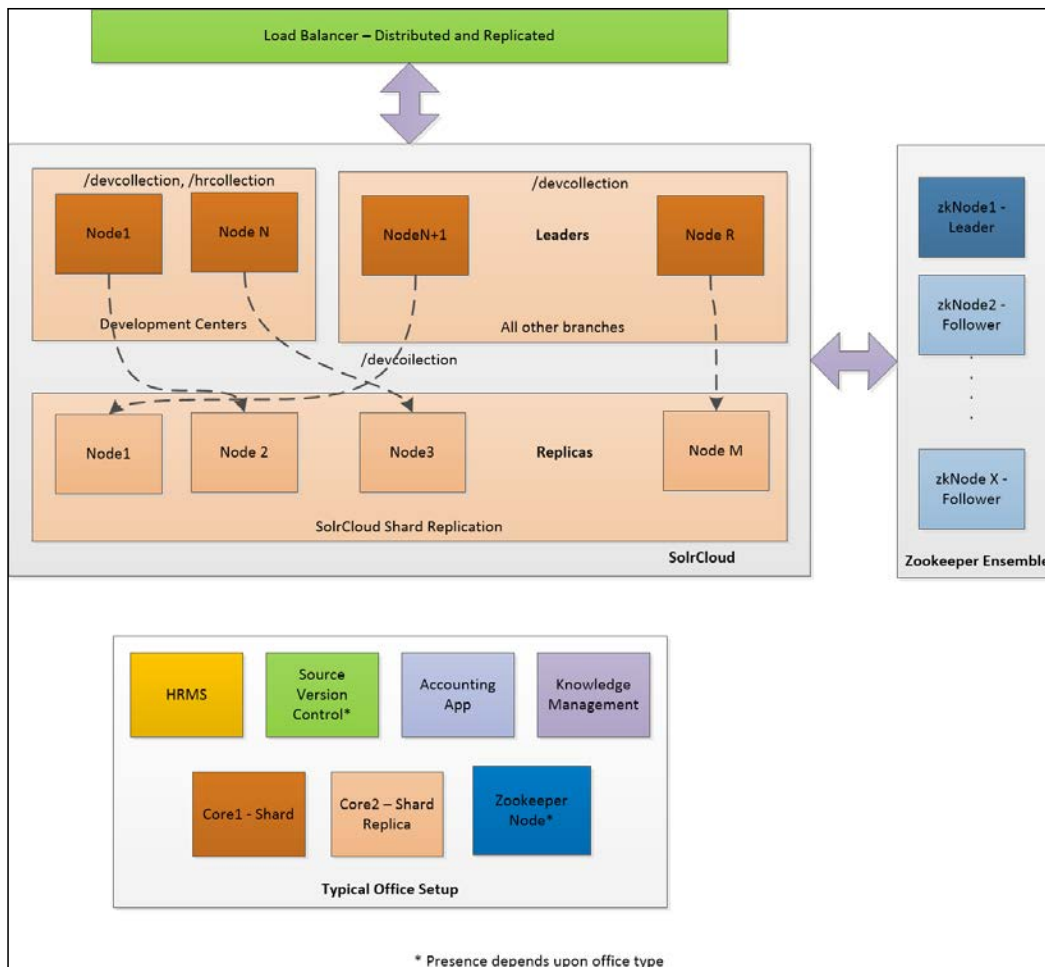 Load Balancer – Distributed and Replicated
/devcollection, /hrcollection
/devcollection
Node1
Node N
NodeN+1
Leaders
Node R
Development Centers
All other branches
/devcoilection
Node1
Node 2
Node3
Replicas
Node M
SolrCloud Shard Replication
SolrCloud
zkNode1 -
Leader
zkNode2 -
Follower
zkNode X -
Follower
Zookeeper Ensemble
HRMS
Source
Version
Control*
Accounting
App
Knowledge
Management
Core1 - Shard
Core2 – Shard
Replica
Zookeeper
Node*
Typical Office Setup
* Presence depends upon office type